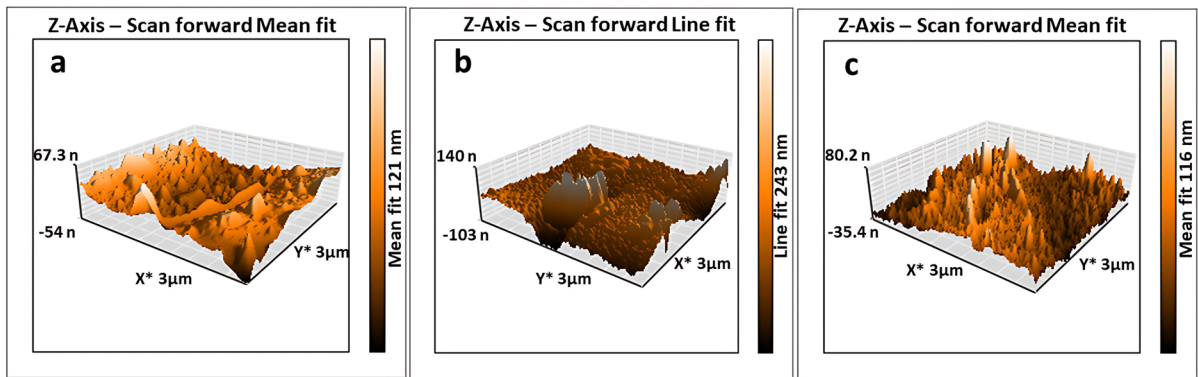 Z-Axis – Scan forward Mean fit
a
67.3 n
-54 n
X* 3µm
Y* 3µm
Mean fit 121 nm
Z-Axis – Scan forward Line fit
b
140 n
-103 n
Y* 3µm
X* 3µm
Line fit 243 nm
Z-Axis – Scan forward Mean fit
c
80.2 n
-35.4 n
X* 3µm
Y* 3µm
Mean fit 116 nm